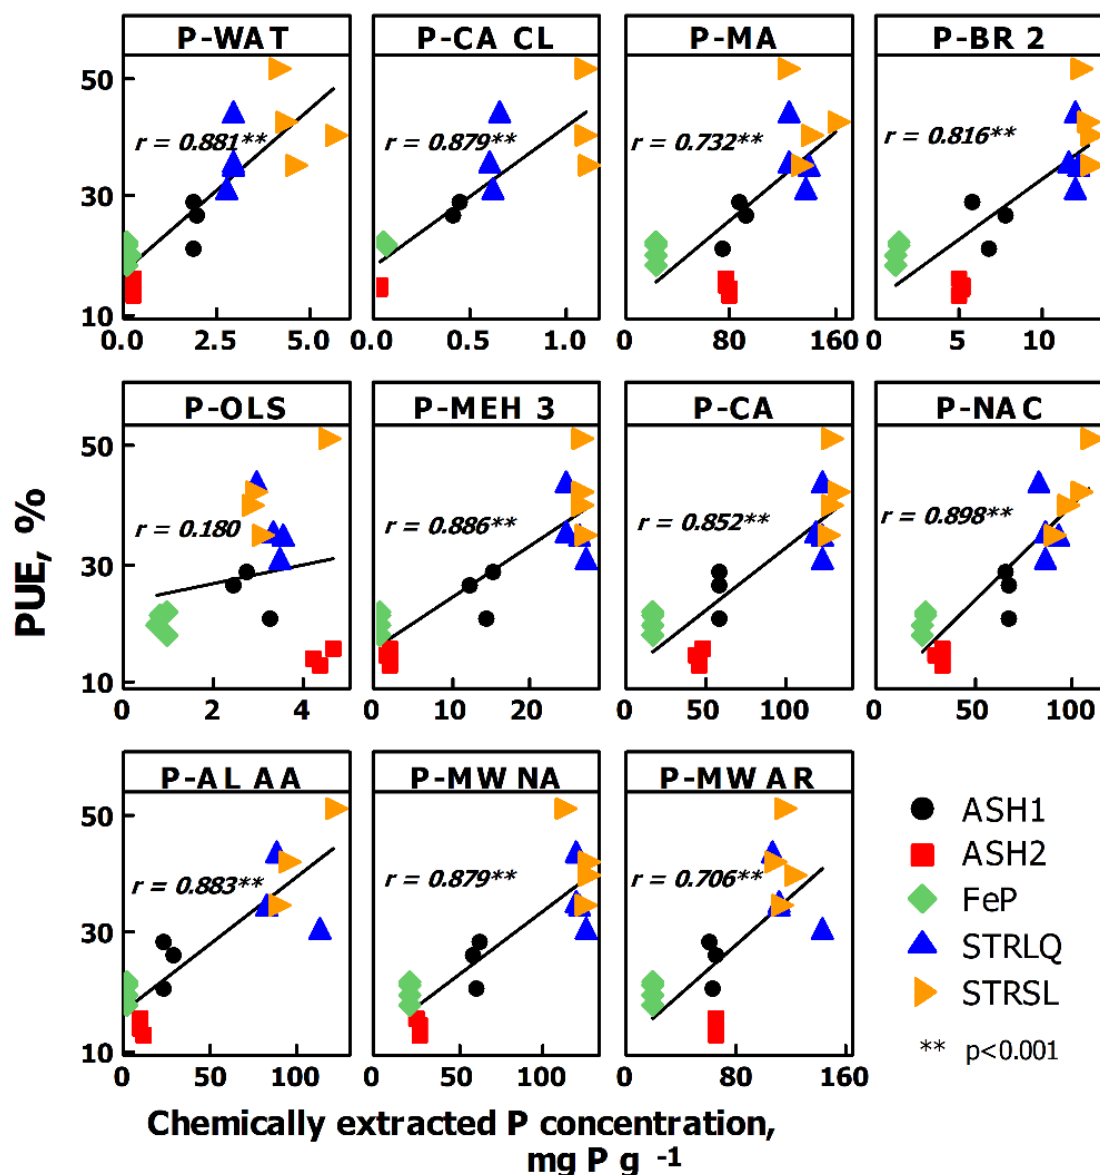 P-WAT
P-CA CL
P-MA
P-BR 2
50
30
10
r = 0.881**
r = 0.879**
r = 0.732**
r = 0.816**
0.0 2.5 5.0
0.0 0.5 1.0
0 80 160
5 10
P-OLS
P-MEH 3
P-CA
P-NAC
50
30
10
r = 0.180
r = 0.886**
r = 0.852**
r = 0.898**
0 2 4
0 10 20
0 50 100
0 50 100
PUE, %
P-AL AA
P-MW NA
P-MW AR
50
30
10
r = 0.883**
r = 0.879**
r = 0.706**
0 50 100
0 50 100
0 80 160
ASH1
ASH2
FeP
STRLQ
STRSL
** p<0.001
Chemically extracted P concentration,
mg P g -1